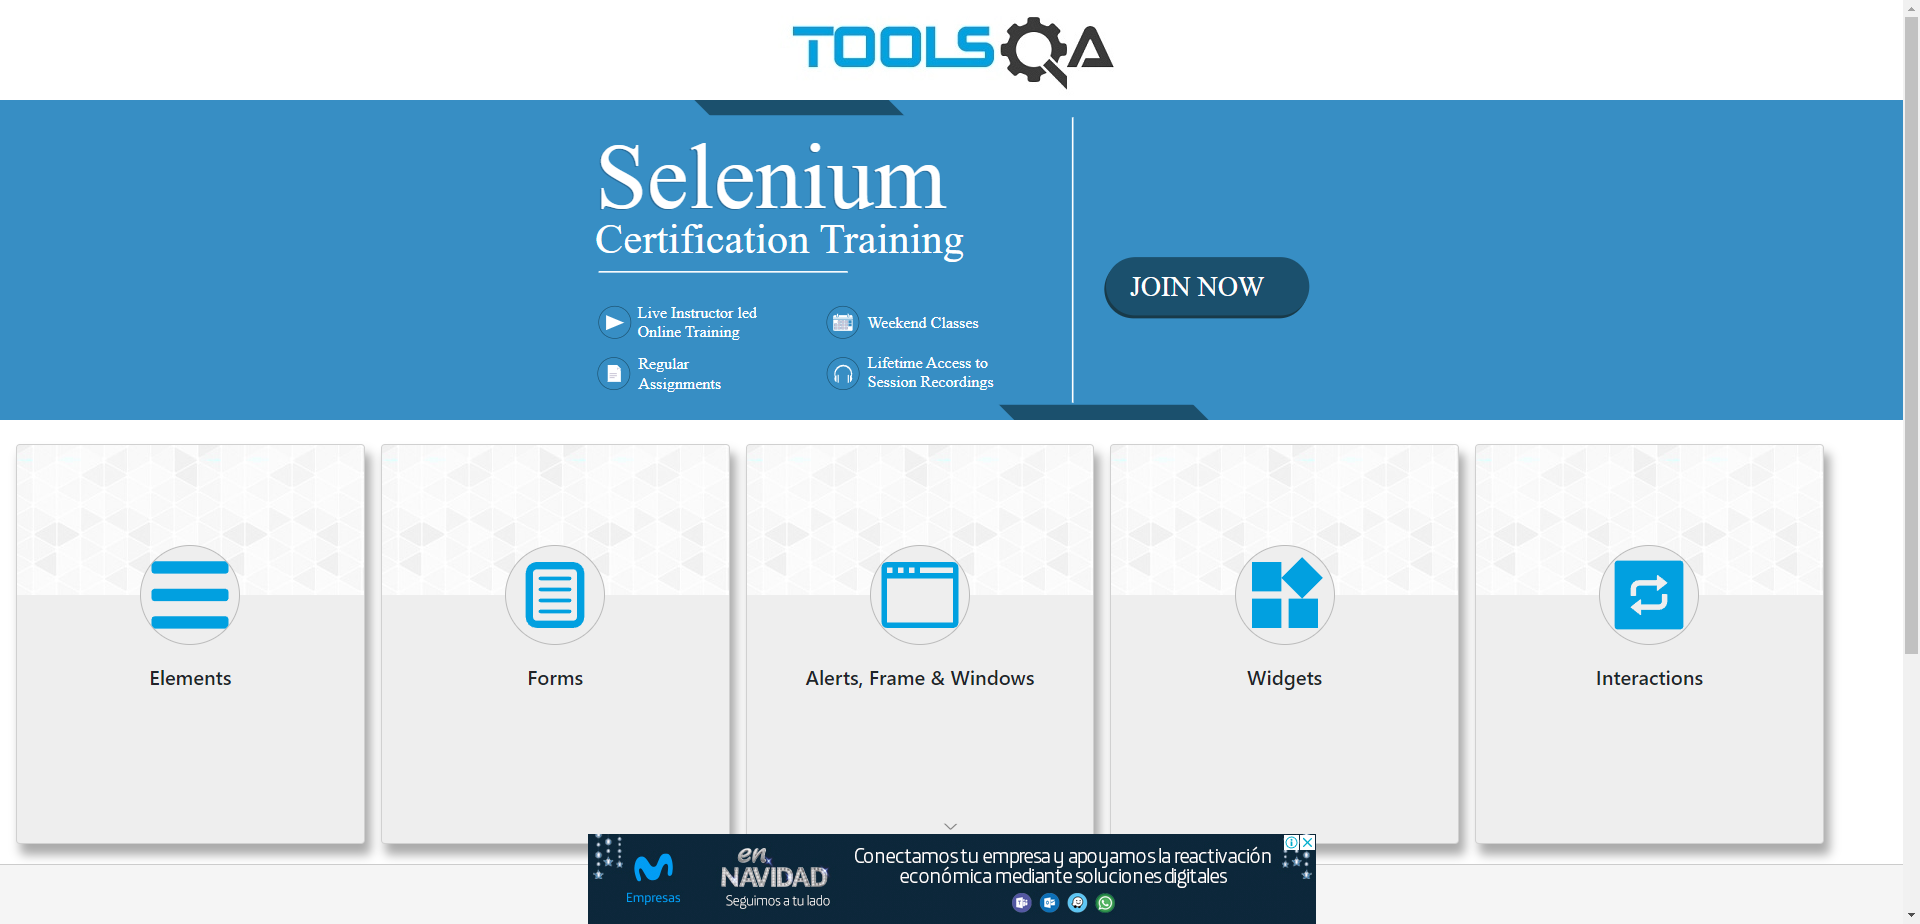 TOOLSQA
Selenium
Certification Training
Live Instructor led
Online Training
Weekend Classes
Regular
Assignments
Lifetime Access to
Session Recordings
JOIN NOW
Elements
Forms
Alerts, Frame & Windows
Widgets
Interactions
Empresas
en
NAVIDAD
Seguimos a tu lado
Conectamos tu empresa y apoyamos la reactivación
económica mediante soluciones digitales